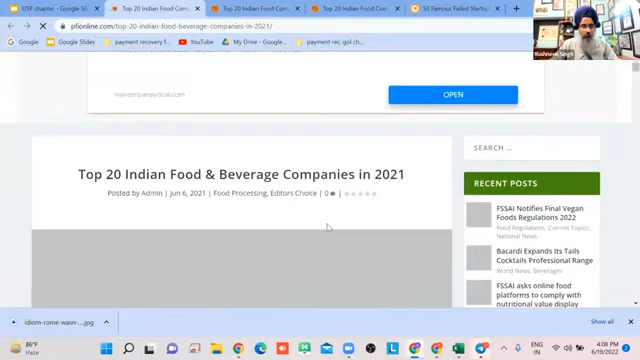 USP chapter - Google Sli
Top 20 Indian Food Com
Top 20 Indian Food Com
Top 20 Indian Food Com
50 Famous Failed Startup
pfionline.com/top-20-indian-food-beverage-companies-in-2021/
Google
Google Slides
payment recovery f
YouTube
My Drive - Google...
payment rec. gol ch
Rushneric Singh
matvernpanalytical.com
OPEN
Top 20 Indian Food & Beverage Companies in 2021
Posted by Admin | Jun 6, 2021 | Food Processing, Editors Choice | 0
SEARCH ...
RECENT POSTS
FSSAI Notifies Final Vegan
Foods Regulations 2022
Food Regulations, Current Topics,
National News
Bacardi Expands its Tails
Cocktails Professional Range
World News, Beverages
FSSAI asks online food
platforms to comply with
nutritional value display
idiom-rome-wasn-....jpg
Show all
86°F
Haze
ENG
IN
4:08 PM
6/19/2022